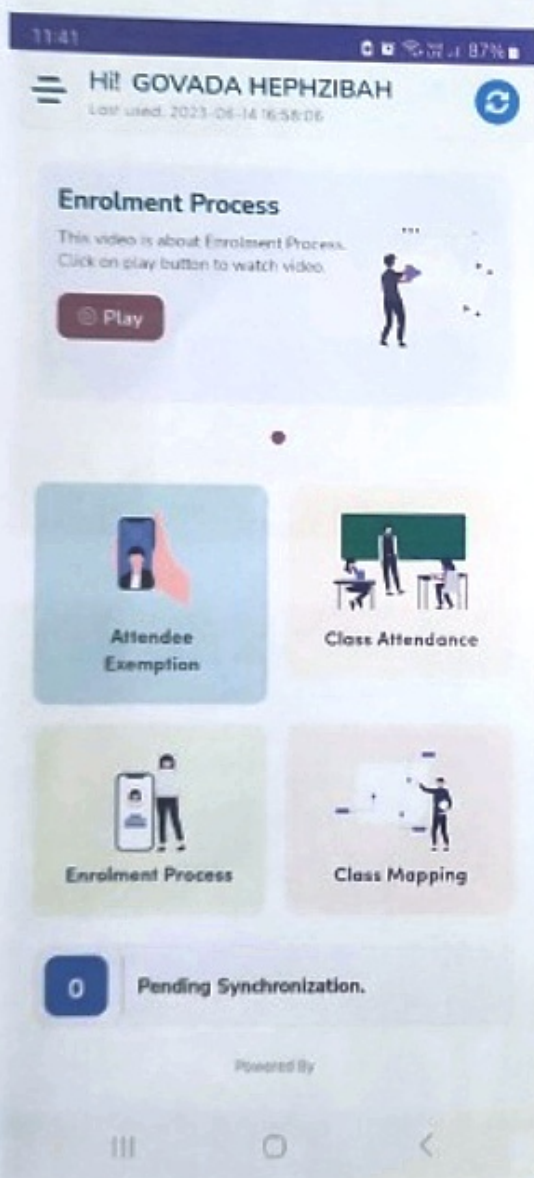 11:41
87%
Hi! GOVADA HEPHZIBAH
Last used: 2023-06-14 16:58:06
Enrolment Process
This video is about Enrolment Process.
Click on play button to watch video.
Play
Attendee
Exemption
Class Attendance
Enrolment Process
Class Mapping
0
Pending Synchronization.
Powered By